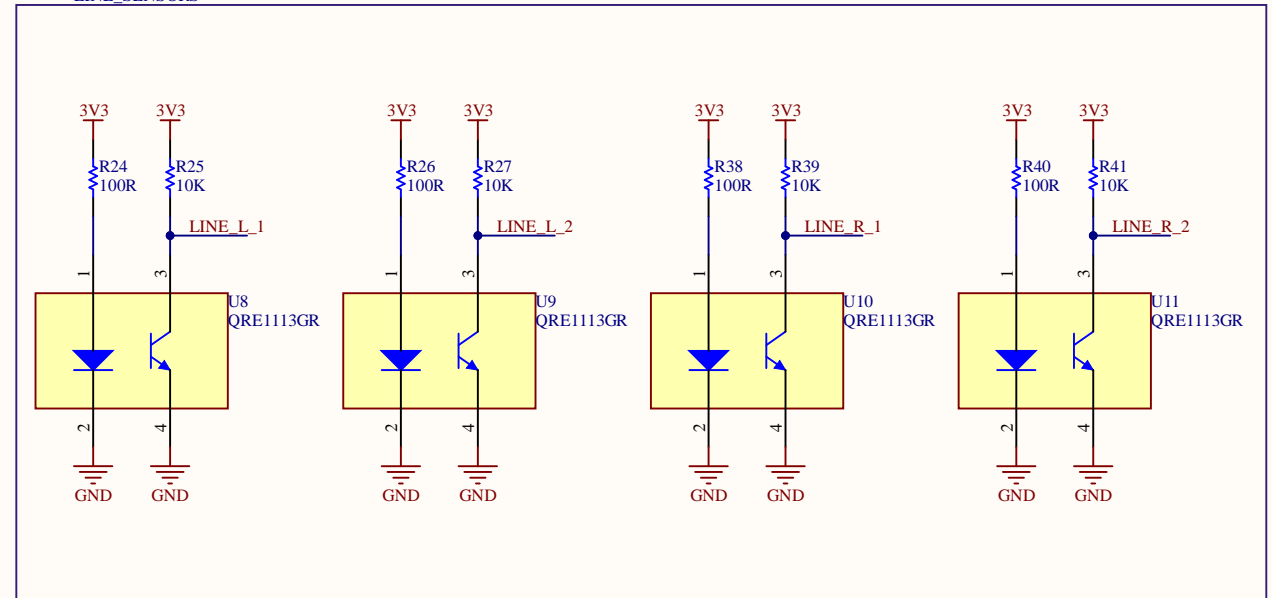 3V3 3V3 3V3 3V3 3V3 3V3 3V3 3V3
R24 R25 R26 R27 R38 R39 R40 R41
100R 10K 100R 10K 100R 10K 100R 10K
LINE_L_1 LINE_L_2 LINE_R_1 LINE_R_2
1 3 1 3 1 3 1 3
U8 U9 U10 U11
QRE1113GR QRE1113GR QRE1113GR QRE1113GR
2 4 2 4 2 4 2 4
GND GND GND GND GND GND GND GND